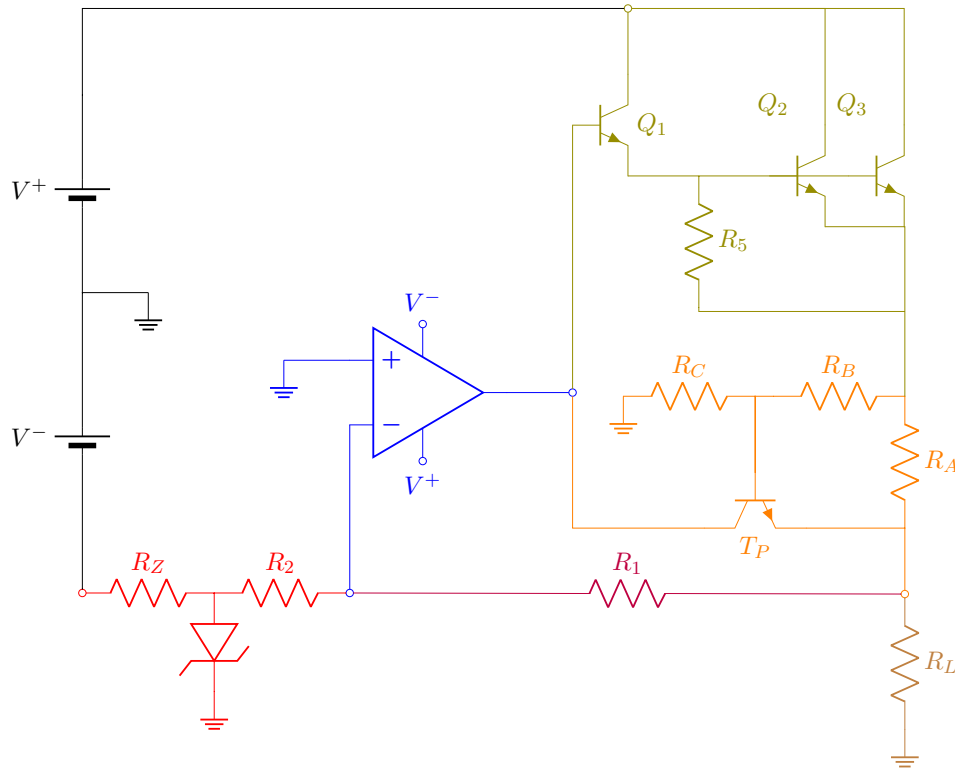 Q₂ Q₃
Q₁
V⁺
R₅
V⁻
+
R_C R_B
−
V⁻
R_A
V⁺
T_P
R_Z R₂ R₁
R_L